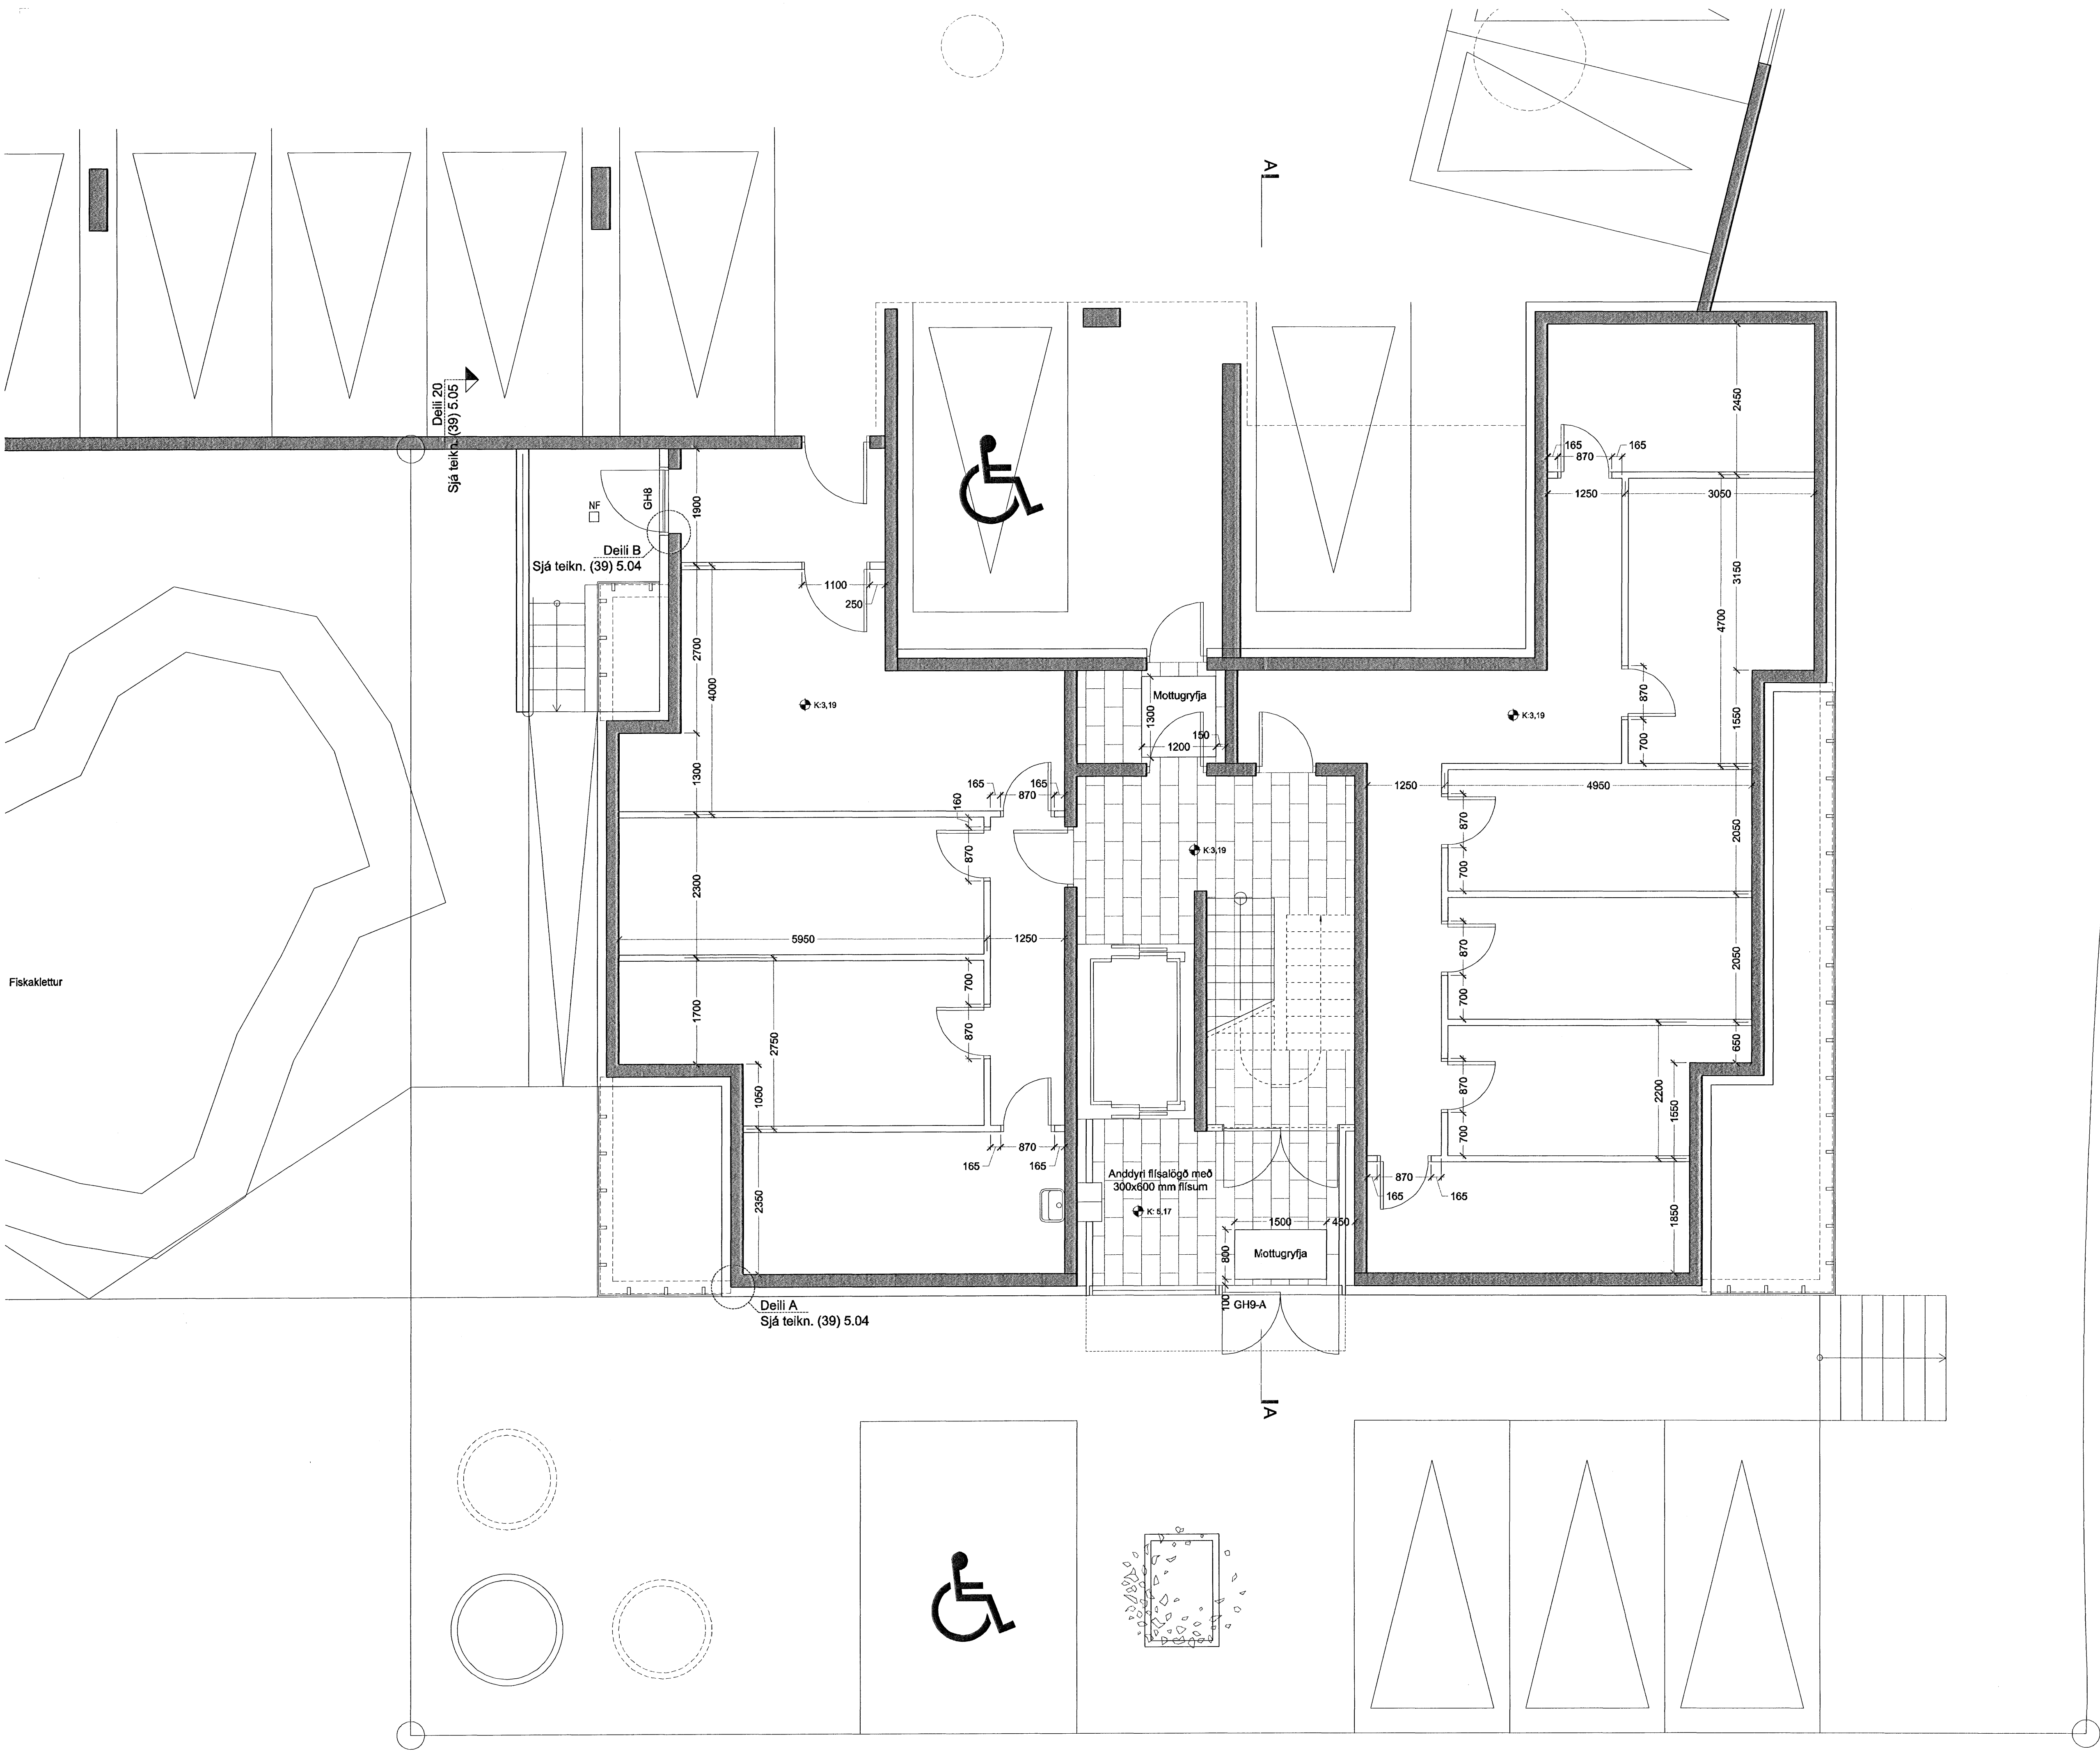 A
Deili 20
Sjá teikn. (39) 5.05
2450
165
870
165
1250
3050
GH8
NF
1900
Deili B
Sjá teikn. (39) 5.04
1100
250
3150
4700
2700
4000
Mottugryfja
1300
1200
150
K:3,19
K:3,19
870
700
1550
1300
165
870
165
160
870
1250
4950
870
2050
700
K:3,19
2300
5950
1250
870
2050
700
Fiskaklettur
700
1700
2750
870
650
870
2200
1550
700
1050
165
870
165
Anddyri flísalögð með
300x600 mm flísum
K: 5,17
870
165
165
2350
1500
450
800
Mottugryfja
1850
100
GH9-A
Deili A
Sjá teikn. (39) 5.04
A